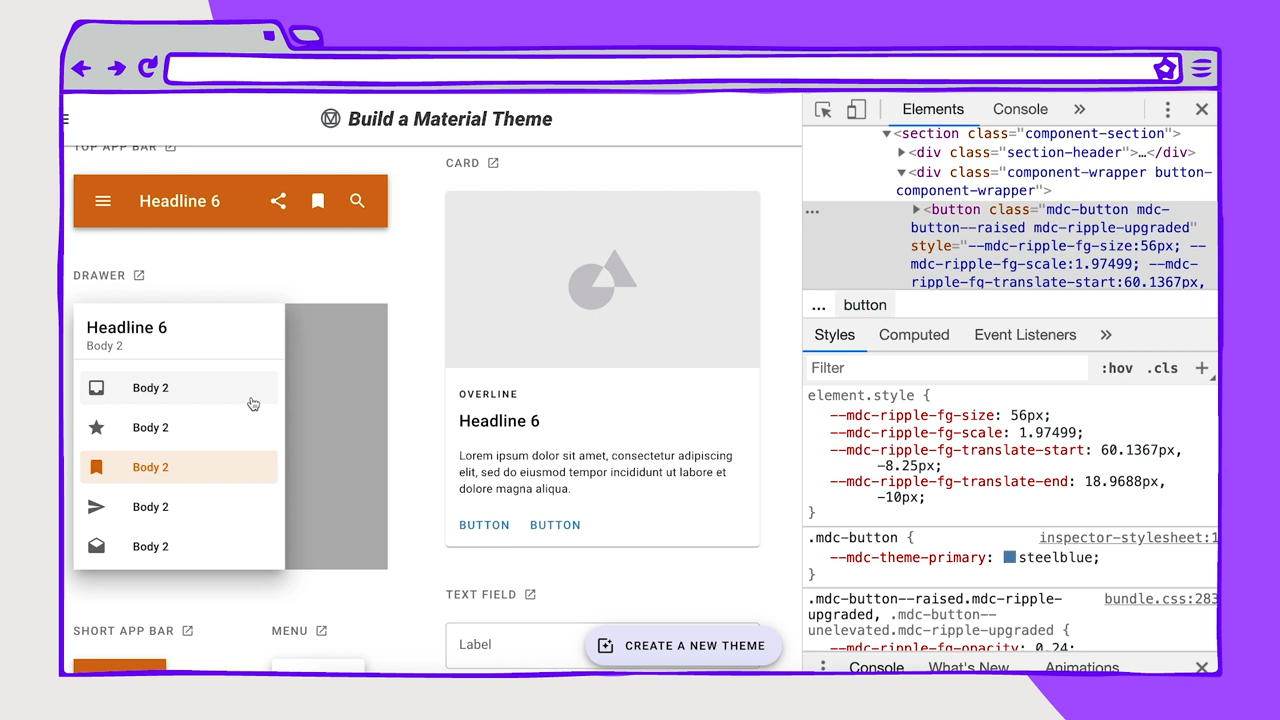 Build a Material Theme
TOP APP BAR
Headline 6
DRAWER
Headline 6
Body 2
Body 2
Body 2
Body 2
Body 2
Body 2
SHORT APP BAR
MENU
CARD
OVERLINE
Headline 6
Lorem ipsum dolor sit amet, consectetur adipiscing
elit, sed do eiusmod tempor incididunt ut labore et
dolore magna aliqua.
BUTTON BUTTON
TEXT FIELD
Label
CREATE A NEW THEME
Elements Console »
▼<section class="component-section">
▶<div class="section-header">…</div>
▼<div class="component-wrapper button-
component-wrapper">
… ▶<button class="mdc-button mdc-
button--raised mdc-ripple-upgraded"
style="--mdc-ripple-fg-size:56px; --
mdc-ripple-fg-scale:1.97499; --mdc-
ripple-fg-translate-start:60.1367px,
... button
Styles Computed Event Listeners »
Filter :hov .cls +
element.style {
--mdc-ripple-fg-size: 56px;
--mdc-ripple-fg-scale: 1.97499;
--mdc-ripple-fg-translate-start: 60.1367px,
-8.25px;
--mdc-ripple-fg-translate-end: 18.9688px,
-10px;
}
.mdc-button { inspector-stylesheet:1
--mdc-theme-primary: steelblue;
}
.mdc-button--raised.mdc-ripple- bundle.css:283
upgraded, .mdc-button--
unelevated.mdc-ripple-upgraded {
--mdc-ripple-fg-opacity: 0.24;
Console What's New Animations